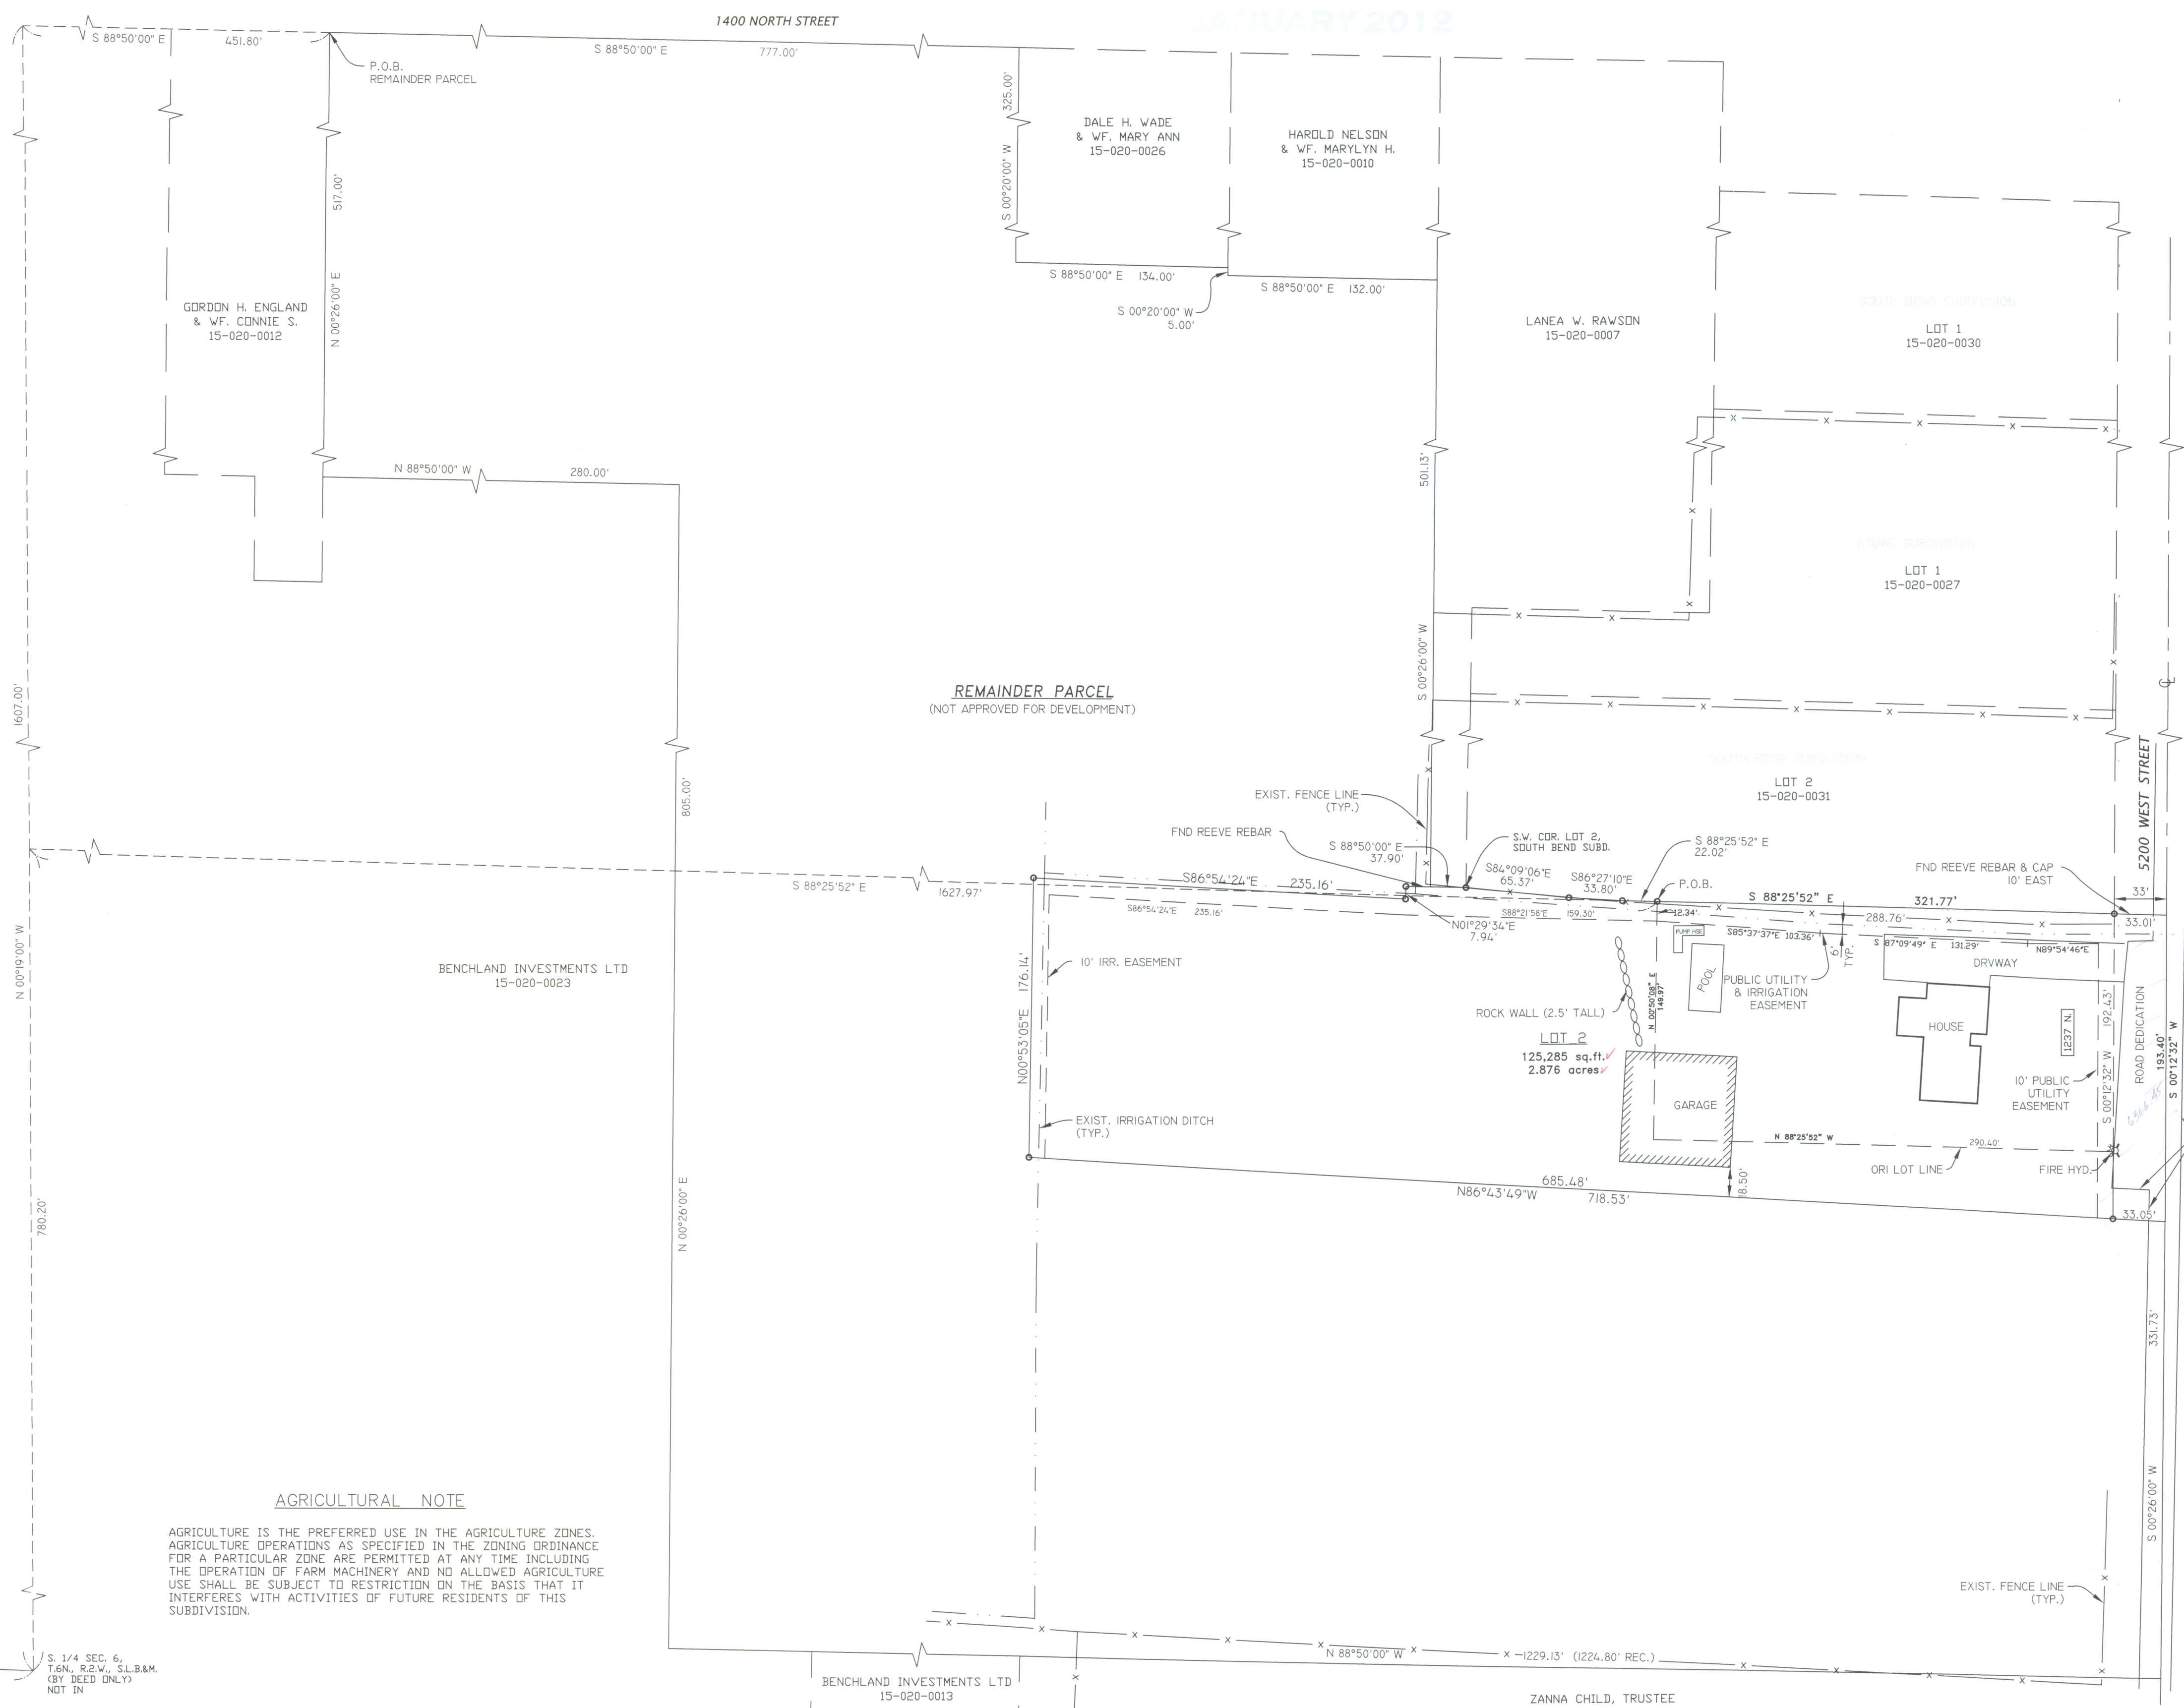 JANUARY 2012
1400 NORTH STREET
S 88°50'00" E
451.80'
P.O.B.
REMAINDER PARCEL
S 88°50'00" E
777.00'
S 00°20'00" W 325.00'
DALE H. WADE
& WF. MARY ANN
15-020-0026
HAROLD NELSON
& WF. MARYLYN H.
15-020-0010
S 88°50'00" E 134.00'
S 88°50'00" E 132.00'
S 00°20'00" W
5.00'
N 00°26'00" E 517.00'
GORDON H. ENGLAND
& WF. CONNIE S.
15-020-0012
LANEA W. RAWSON
15-020-0007
SOUTH BEND SUBDIVISION
LOT 1
15-020-0030
N 88°50'00" W
280.00'
S 00°26'00" W 501.13'
STOWE SUBDIVISION
LOT 1
15-020-0027
N 00°19'00" W 1607.00'
REMAINDER PARCEL
(NOT APPROVED FOR DEVELOPMENT)
℄
5200 WEST STREET
SOUTH BEND SUBDIVISION
LOT 2
15-020-0031
805.00'
EXIST. FENCE LINE
(TYP.)
FND REEVE REBAR
S 88°50'00" E
37.90'
S.W. COR. LOT 2,
SOUTH BEND SUBD.
S 88°25'52" E
22.02'
S84°09'06"E
65.37'
S86°27'10"E
33.80'
P.O.B.
FND REEVE REBAR & CAP
10' EAST
33'
S 88°25'52" E
1627.97'
S86°54'24"E 235.16'
S86°54'24"E 235.16'
S88°21'58"E 159.30'
N01°29'34"E
7.94'
S 88°25'52" E 321.77'
288.76'
33.01'
12.34'
PUMP HSE
S85°37'37"E 103.36'
6'
TYP.
S 87°09'49" E 131.29'
N89°54'46"E
DRVWAY
POOL
PUBLIC UTILITY
& IRRIGATION
EASEMENT
BENCHLAND INVESTMENTS LTD
15-020-0023
N00°53'05"E 176.14'
10' IRR. EASEMENT
ROCK WALL (2.5' TALL)
N 00°50'08" E
149.97'
LOT 2
125,285 sq.ft.
2.876 acres
HOUSE
1237 N.
S 00°12'32" W 192.43'
ROAD DEDICATION
193.40'
S 00°12'32" W
10' PUBLIC
UTILITY
EASEMENT
GARAGE
EXIST. IRRIGATION DITCH
(TYP.)
N 88°25'52" W
290.40'
ORI LOT LINE
FIRE HYD.
18.50'
685.48'
N86°43'49"W 718.53'
33.05'
780.20'
N 00°26'00" E
331.73'
S 00°26'00" W
AGRICULTURAL NOTE
AGRICULTURE IS THE PREFERRED USE IN THE AGRICULTURE ZONES.
AGRICULTURE OPERATIONS AS SPECIFIED IN THE ZONING ORDINANCE
FOR A PARTICULAR ZONE ARE PERMITTED AT ANY TIME INCLUDING
THE OPERATION OF FARM MACHINERY AND NO ALLOWED AGRICULTURE
USE SHALL BE SUBJECT TO RESTRICTION ON THE BASIS THAT IT
INTERFERES WITH ACTIVITIES OF FUTURE RESIDENTS OF THIS
SUBDIVISION.
EXIST. FENCE LINE
(TYP.)
S. 1/4 SEC. 6,
T.6N., R.2.W., S.L.B.&M.
(BY DEED ONLY)
NOT IN
N 88°50'00" W
1229.13' (1224.80' REC.)
BENCHLAND INVESTMENTS LTD
15-020-0013
ZANNA CHILD, TRUSTEE